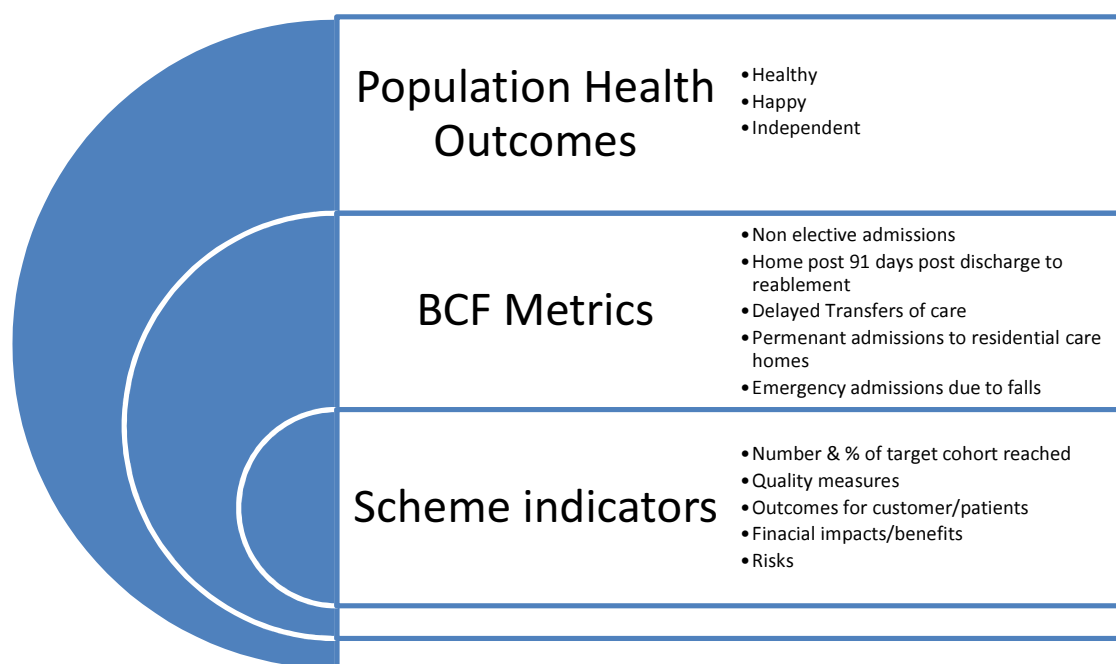 Population Health
Outcomes
•Healthy
•Happy
•Independent
BCF Metrics
•Non elective admissions
•Home post 91 days post discharge to
reablement
•Delayed Transfers of care
•Permenant admissions to residential care
homes
•Emergency admissions due to falls
Scheme indicators
•Number & % of target cohort reached
•Quality measures
•Outcomes for customer/patients
•Finacial impacts/benefits
•Risks